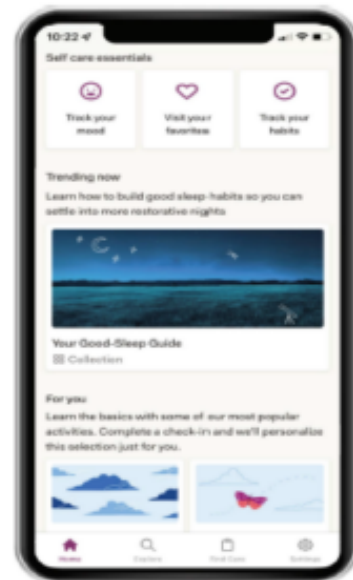 10:22
Self care essentials
Track your
mood
Visit your
favorites
Track your
habits
Trending now
Learn how to build good sleep habits so you can
settle into more restorative nights
Your Good-Sleep Guide
Collection
For you
Learn the basics with some of our most popular
activities. Complete a check-in and we'll personalize
this selection just for you.
Home
Explore
Find Care
Settings